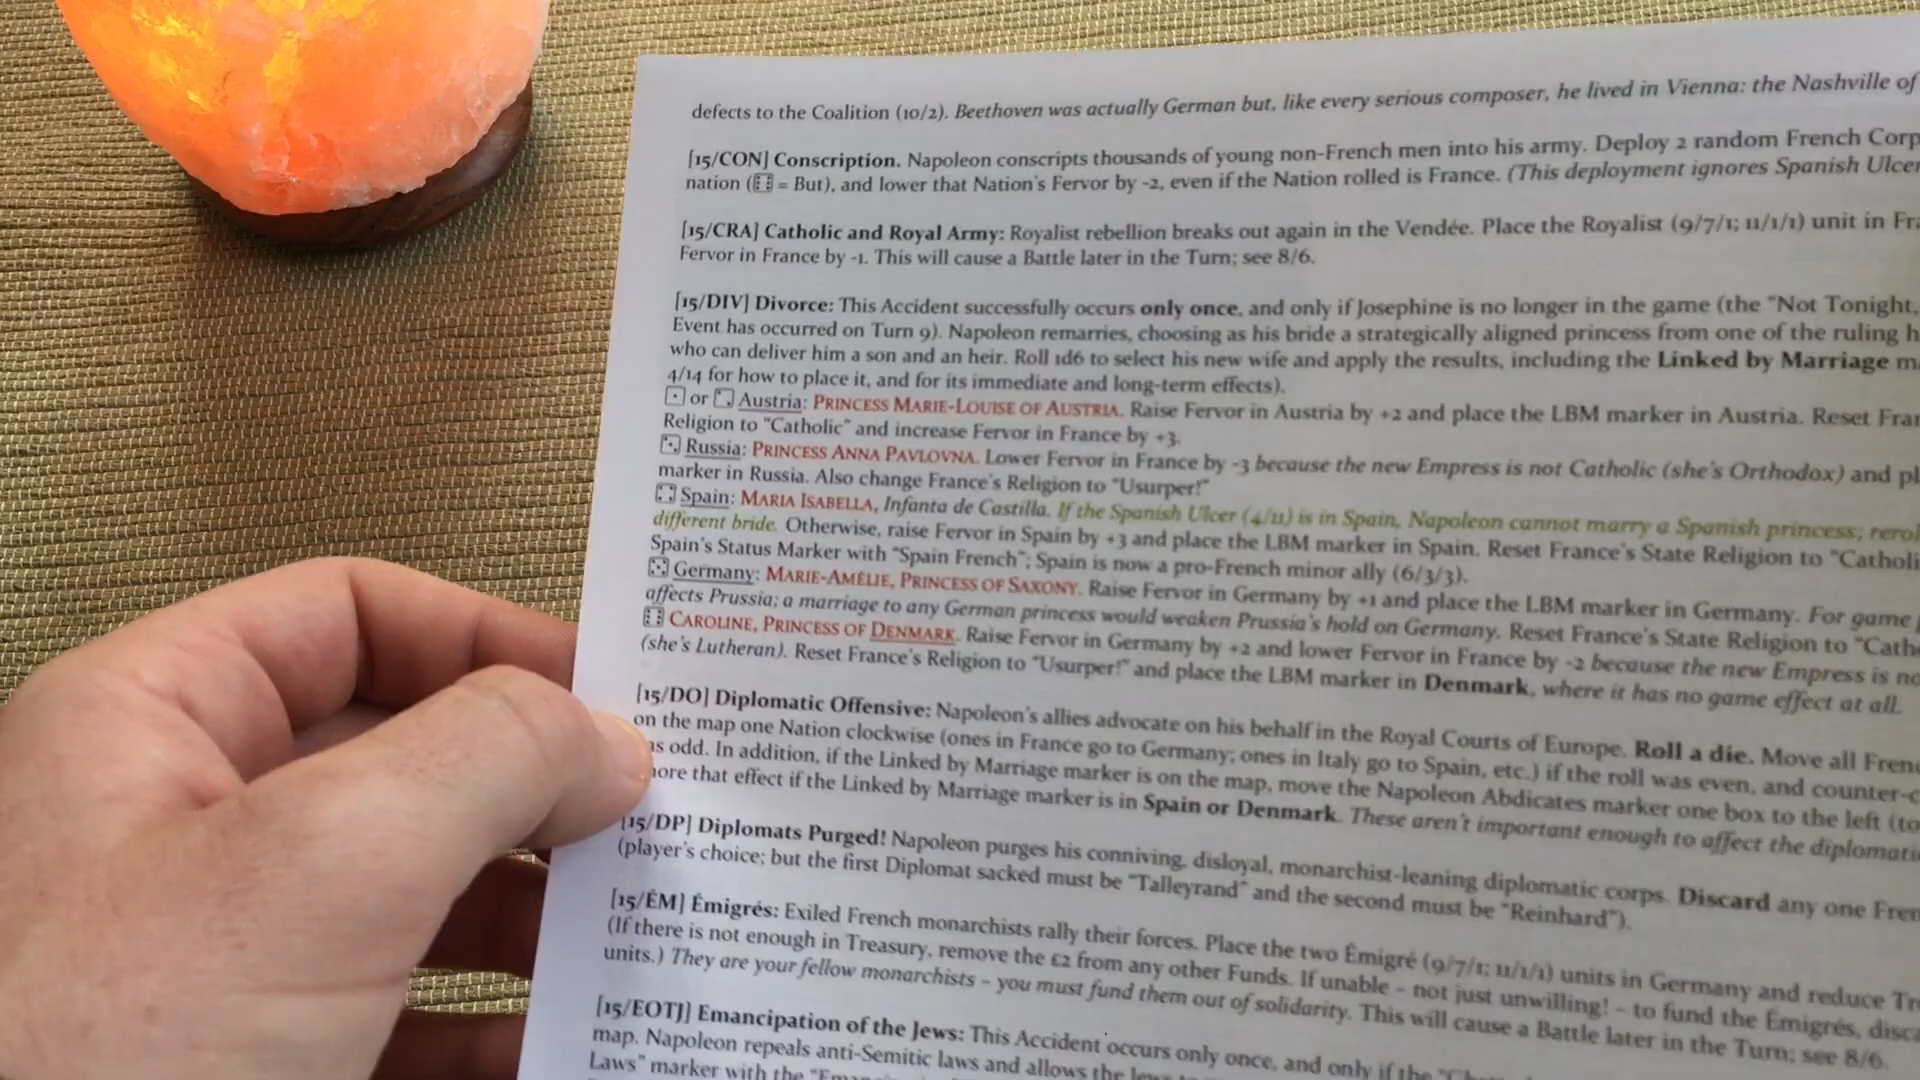 defects to the Coalition (10/2). Beethoven was actually German but, like every serious composer, he lived in Vienna: the Nashville of
[15/CON] Conscription. Napoleon conscripts thousands of young non-French men into his army. Deploy 2 random French Corp
nation (⚅ = But), and lower that Nation's Fervor by -2, even if the Nation rolled is France. (This deployment ignores Spanish Ulcer
[15/CRA] Catholic and Royal Army: Royalist rebellion breaks out again in the Vendée. Place the Royalist (9/7/1; 11/1/1) unit in Fra
Fervor in France by -1. This will cause a Battle later in the Turn; see 8/6.
[15/DIV] Divorce: This Accident successfully occurs only once, and only if Josephine is no longer in the game (the "Not Tonight,
Event has occurred on Turn 9). Napoleon remarries, choosing as his bride a strategically aligned princess from one of the ruling h
who can deliver him a son and an heir. Roll 1d6 to select his new wife and apply the results, including the Linked by Marriage m
4/14 for how to place it, and for its immediate and long-term effects).
⚀ or ⚁ Austria: PRINCESS MARIE-LOUISE OF AUSTRIA. Raise Fervor in Austria by +2 and place the LBM marker in Austria. Reset Fran
Religion to "Catholic" and increase Fervor in France by +3.
⚂ Russia: PRINCESS ANNA PAVLOVNA. Lower Fervor in France by -3 because the new Empress is not Catholic (she's Orthodox) and pl
marker in Russia. Also change France's Religion to "Usurper!"
⚃ Spain: MARIA ISABELLA, Infanta de Castilla. If the Spanish Ulcer (4/11) is in Spain, Napoleon cannot marry a Spanish princess; rerol
different bride. Otherwise, raise Fervor in Spain by +3 and place the LBM marker in Spain. Reset France's State Religion to "Catholi
Spain's Status Marker with "Spain French"; Spain is now a pro-French minor ally (6/3/3).
⚄ Germany: MARIE-AMÉLIE, PRINCESS OF SAXONY. Raise Fervor in Germany by +1 and place the LBM marker in Germany. For game
affects Prussia; a marriage to any German princess would weaken Prussia's hold on Germany. Reset France's State Religion to "Cath
⚅ CAROLINE, PRINCESS OF DENMARK. Raise Fervor in Germany by +2 and lower Fervor in France by -2 because the new Empress is no
(she's Lutheran). Reset France's Religion to "Usurper!" and place the LBM marker in Denmark, where it has no game effect at all.
[15/DO] Diplomatic Offensive: Napoleon's allies advocate on his behalf in the Royal Courts of Europe. Roll a die. Move all Fren
on the map one Nation clockwise (ones in France go to Germany; ones in Italy go to Spain, etc.) if the roll was even, and counter-c
as odd. In addition, if the Linked by Marriage marker is on the map, move the Napoleon Abdicates marker one box to the left (to
nore that effect if the Linked by Marriage marker is in Spain or Denmark. These aren't important enough to affect the diplomati
[15/DP] Diplomats Purged! Napoleon purges his conniving, disloyal, monarchist-leaning diplomatic corps. Discard any one Fren
(player's choice; but the first Diplomat sacked must be "Talleyrand" and the second must be "Reinhard").
[15/ÉM] Émigrés: Exiled French monarchists rally their forces. Place the two Émigré (9/7/1; 11/1/1) units in Germany and reduce Tr
(If there is not enough in Treasury, remove the £2 from any other Funds. If unable – not just unwilling! – to fund the Émigrés, disca
units.) They are your fellow monarchists – you must fund them out of solidarity. This will cause a Battle later in the Turn; see 8/6.
[15/EOTJ] Emancipation of the Jews: This Accident occurs only once, and only if the
map. Napoleon repeals anti-Semitic laws and allows the Jews
Laws" marker with the